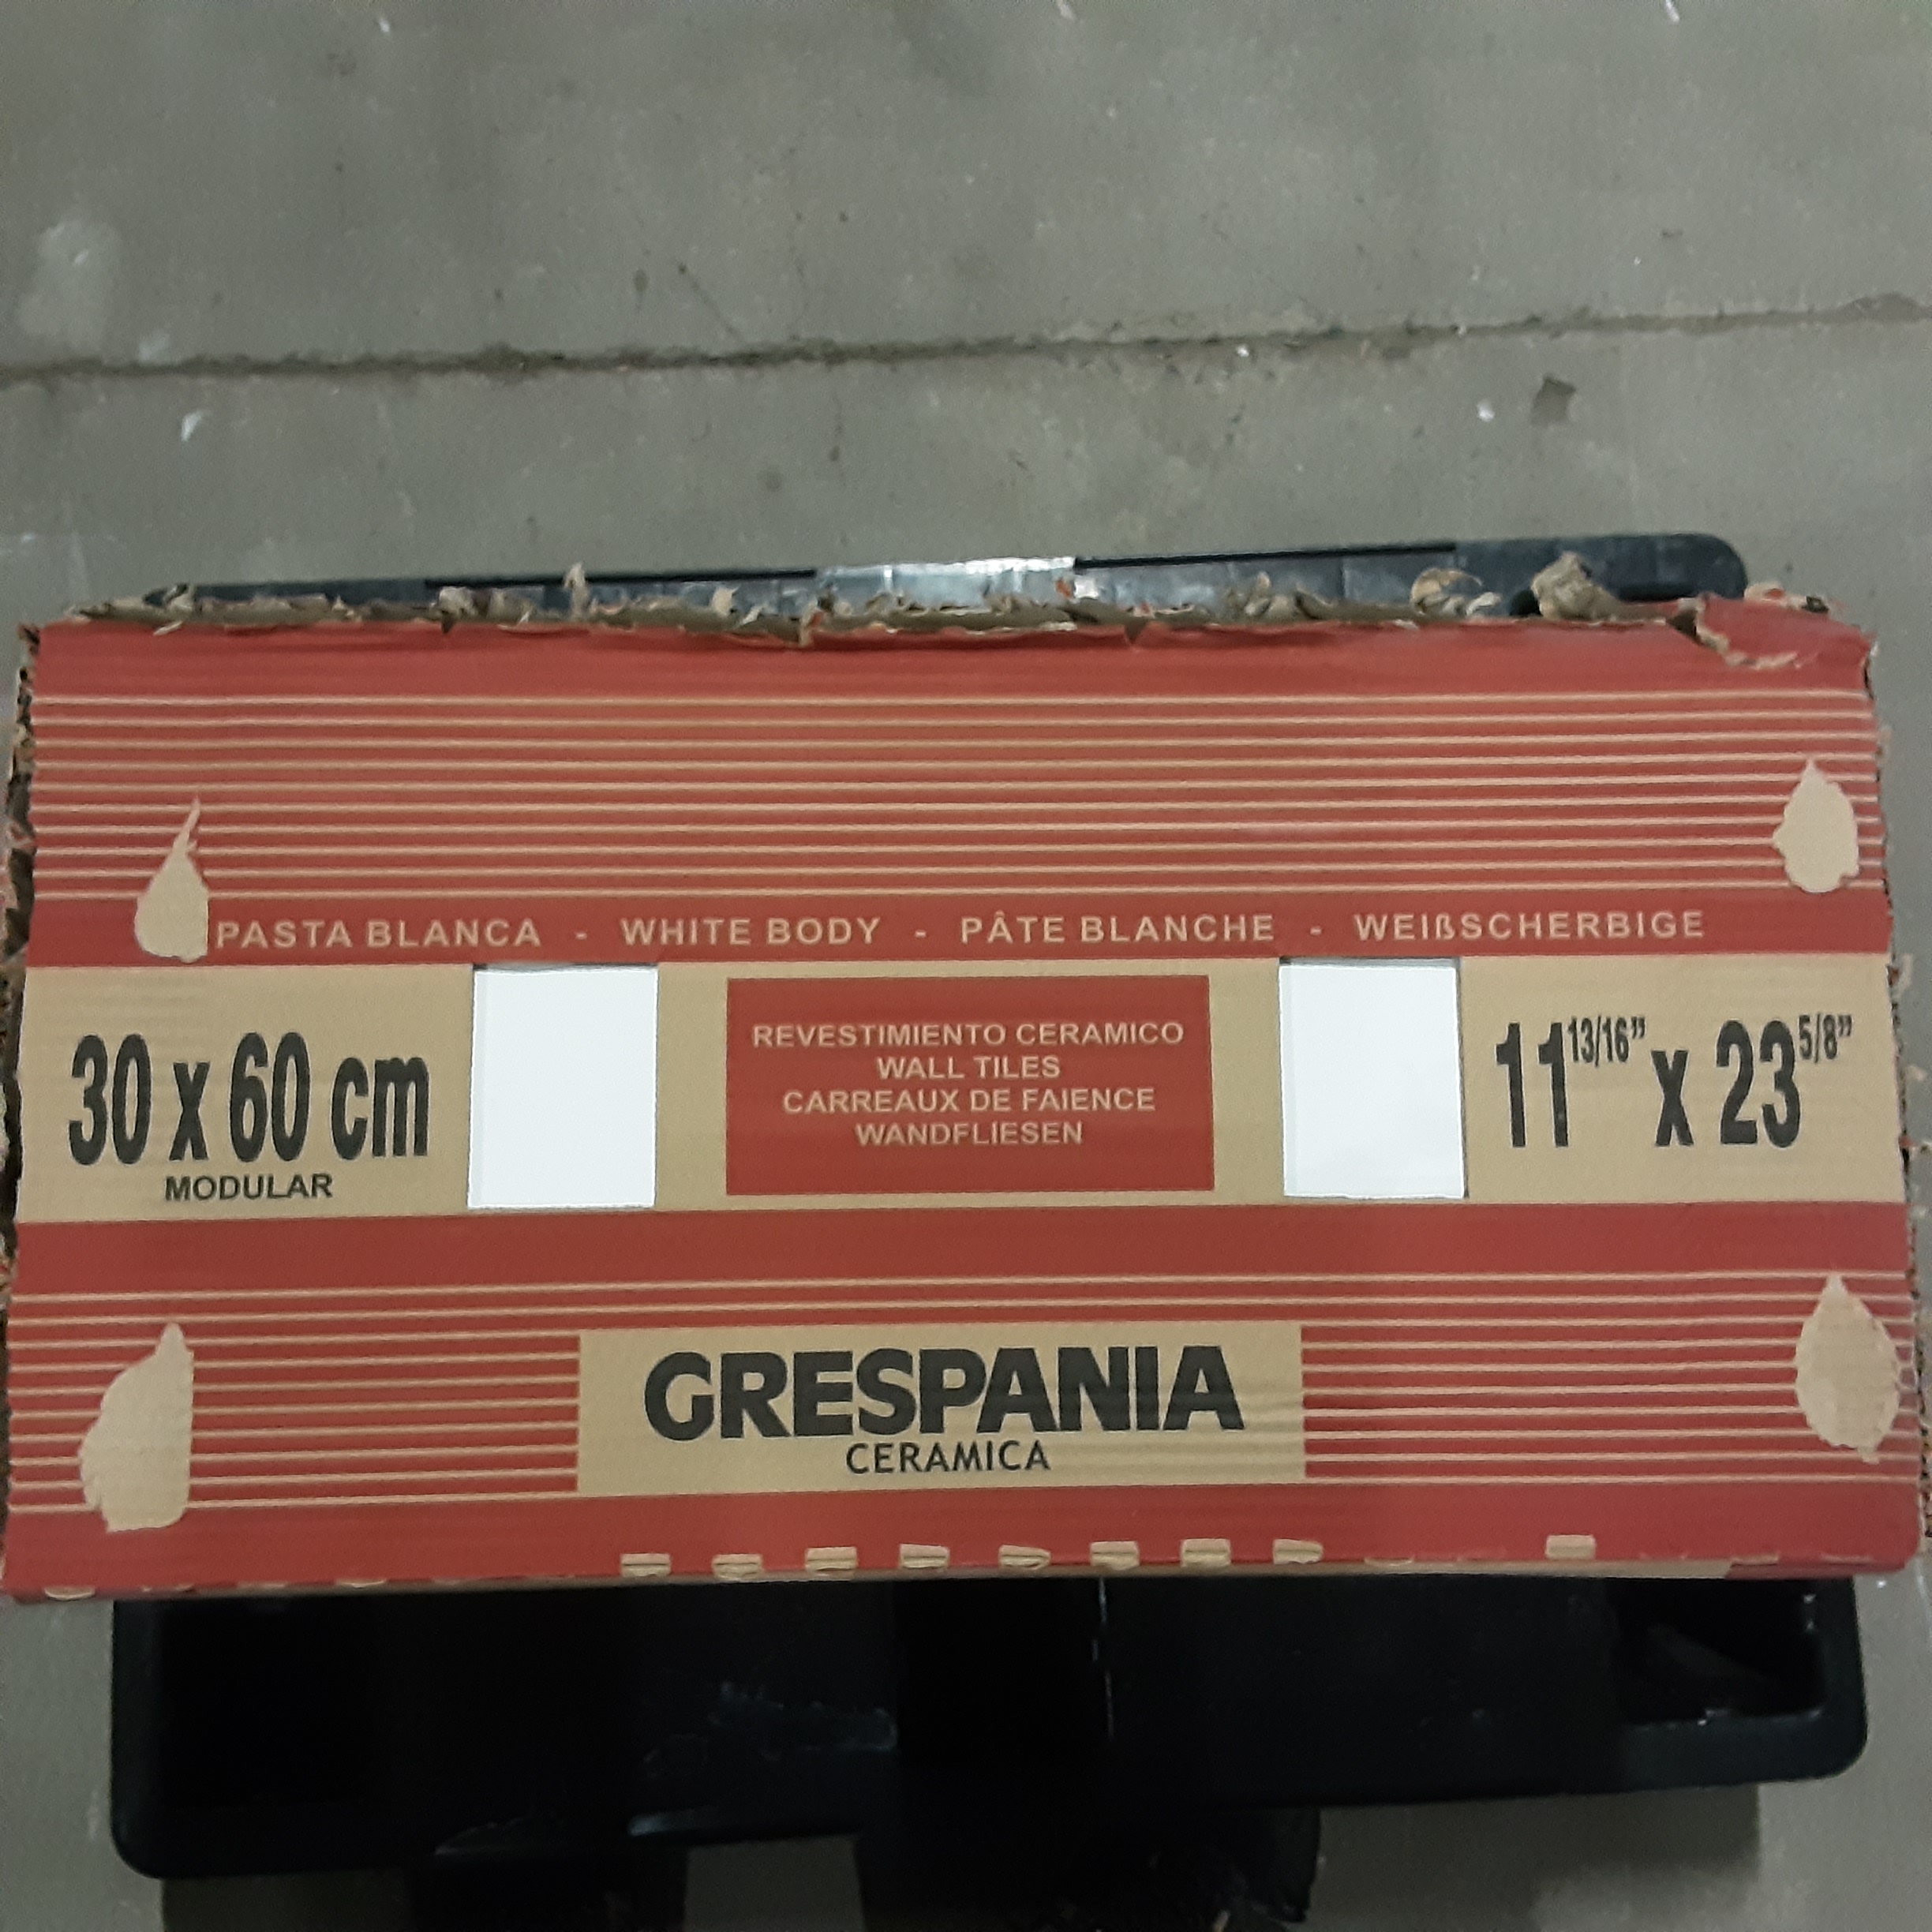 PASTA BLANCA - WHITE BODY - PÂTE BLANCHE - WEIßSCHERBIGE
30 x 60 cm
MODULAR
REVESTIMIENTO CERAMICO
WALL TILES
CARREAUX DE FAIENCE
WANDFLIESEN
11 13/16” x 23 5/8”
GRESPANIA
CERAMICA